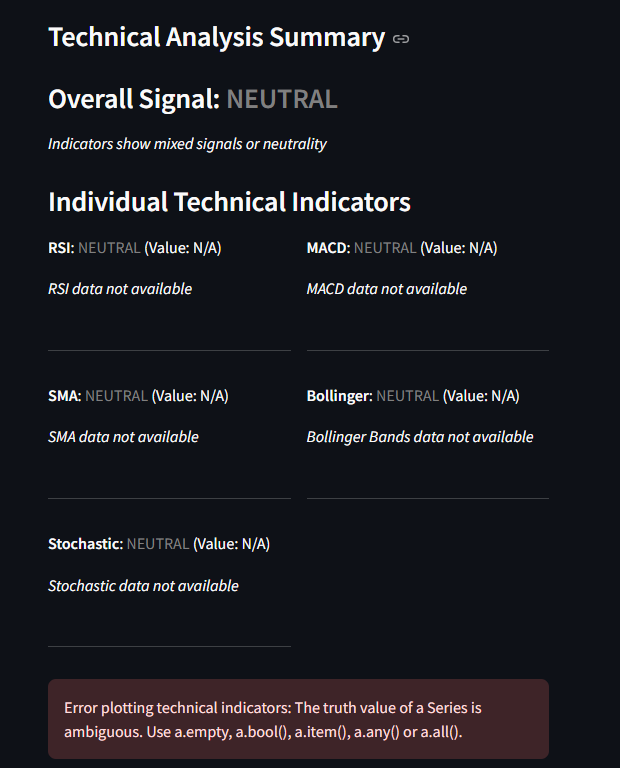 Technical Analysis Summary
Overall Signal: NEUTRAL
Indicators show mixed signals or neutrality
Individual Technical Indicators
RSI: NEUTRAL (Value: N/A)
RSI data not available
MACD: NEUTRAL (Value: N/A)
MACD data not available
SMA: NEUTRAL (Value: N/A)
SMA data not available
Bollinger: NEUTRAL (Value: N/A)
Bollinger Bands data not available
Stochastic: NEUTRAL (Value: N/A)
Stochastic data not available
Error plotting technical indicators: The truth value of a Series is
ambiguous. Use a.empty, a.bool(), a.item(), a.any() or a.all().